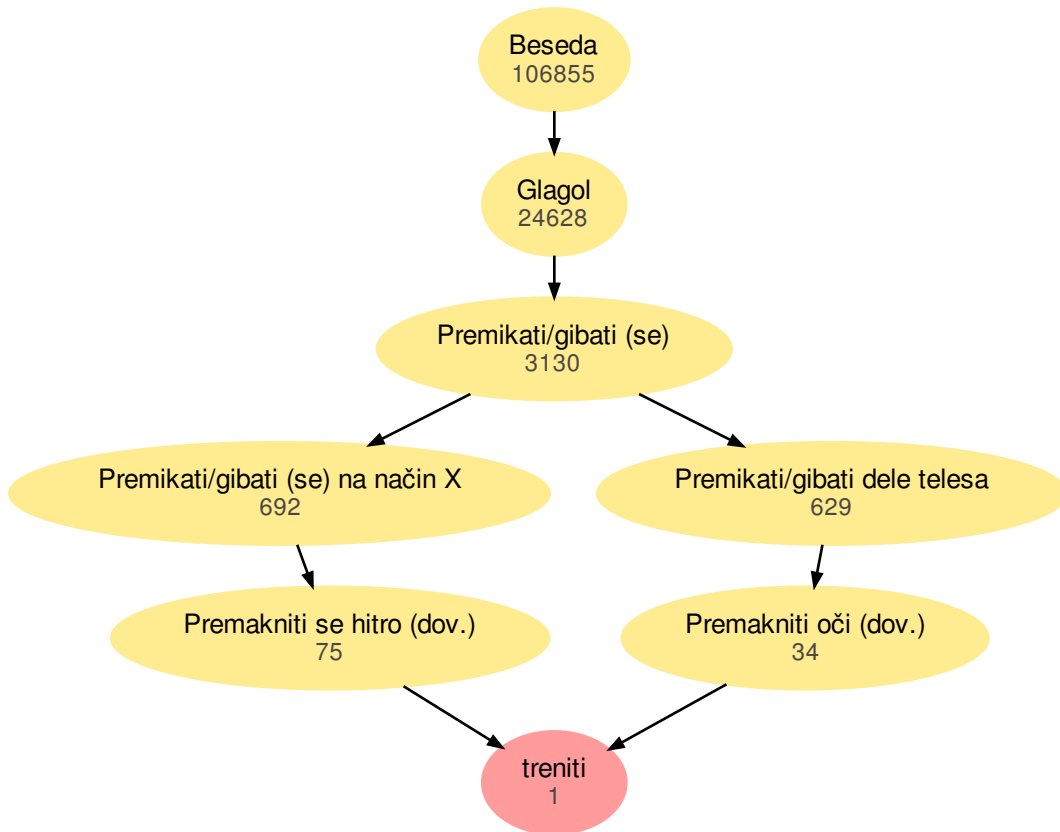 Beseda
106855
Glagol
24628
Premikati/gibati (se)
3130
Premikati/gibati (se) na način X
692
Premikati/gibati dele telesa
629
Premakniti se hitro (dov.)
75
Premakniti oči (dov.)
34
treniti
1